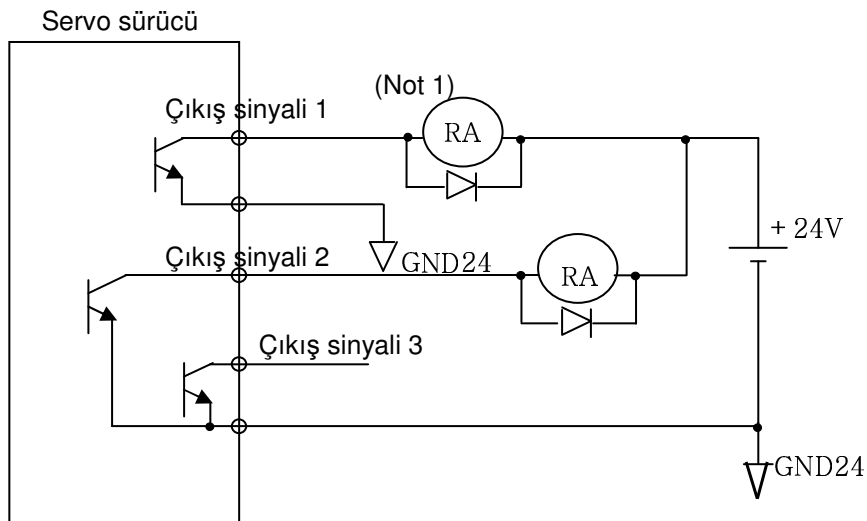 Servo sürücü
(Not 1)
Çıkış sinyali 1
RA
+ 24V
Çıkış sinyali 2
GND24
RA
Çıkış sinyali 3
GND24